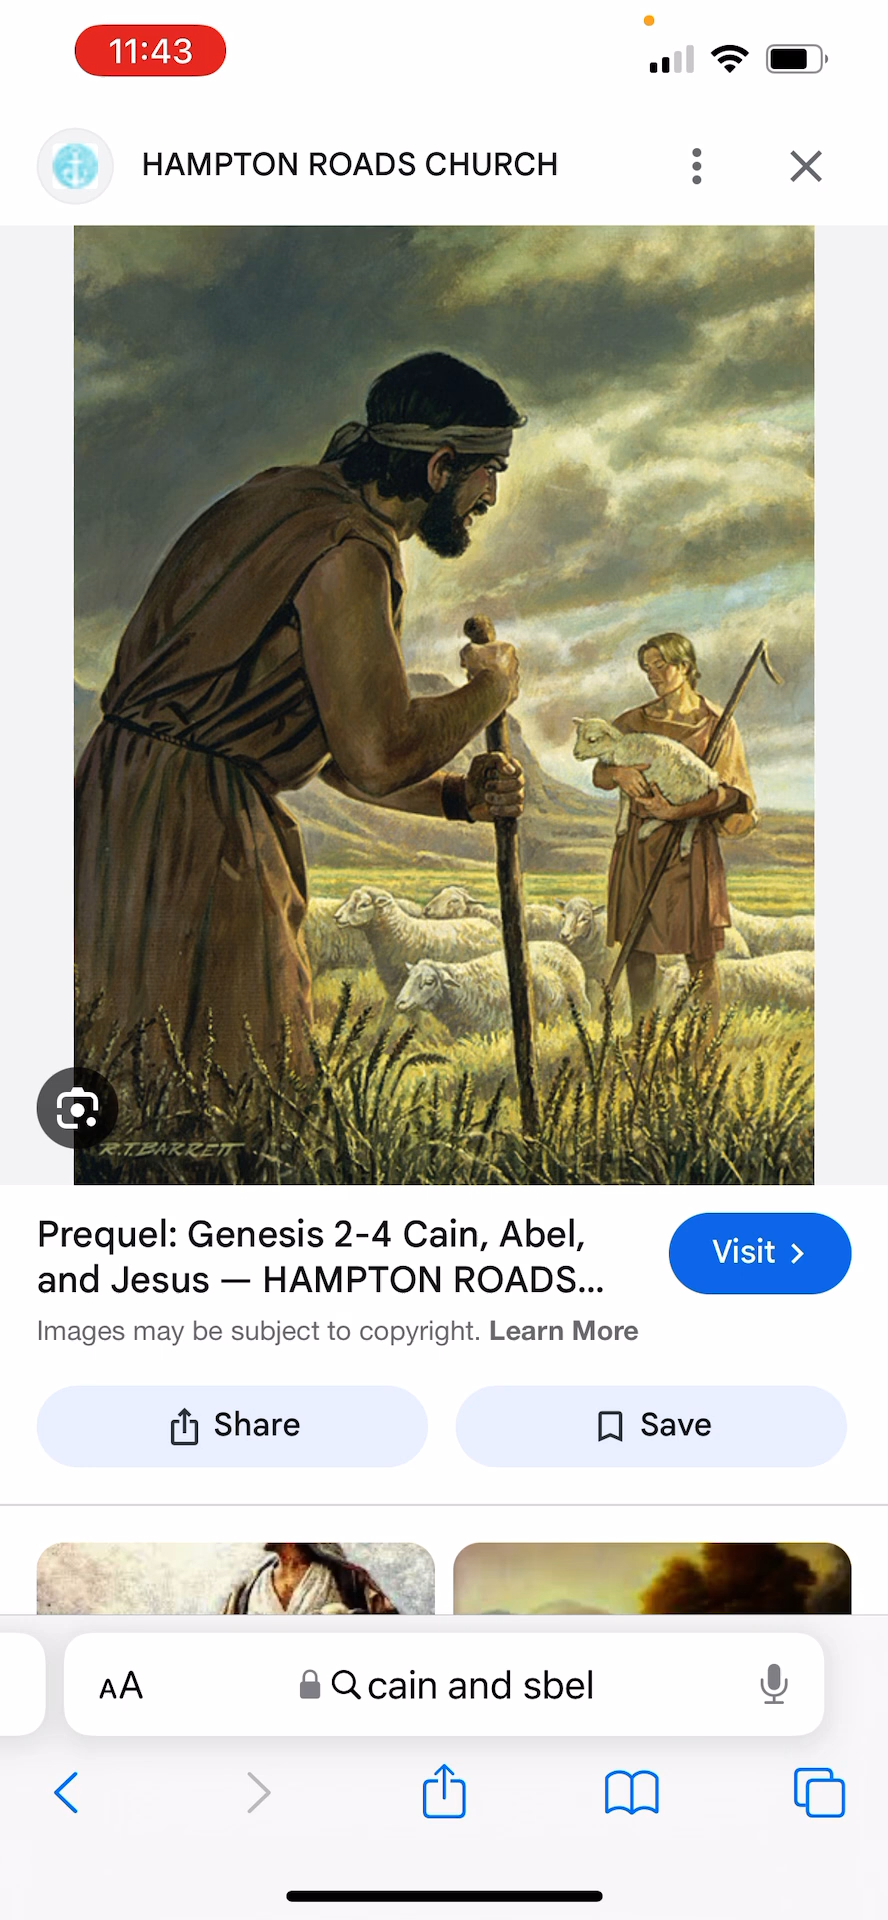 11:43
HAMPTON ROADS CHURCH
R.T.BARRETT
Prequel: Genesis 2-4 Cain, Abel,
and Jesus — HAMPTON ROADS...
Visit
Images may be subject to copyright. Learn More
Share
Save
AA
cain and sbel